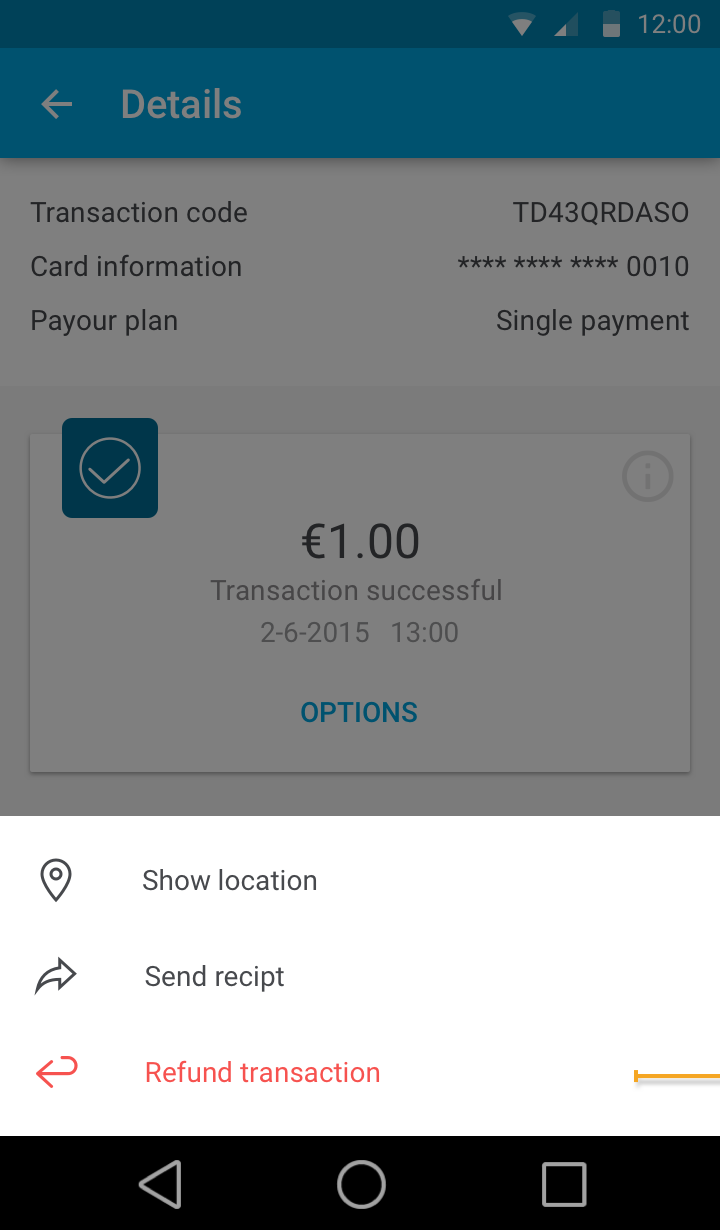 12:00
Details
Transaction code TD43QRDASO
Card information **** **** **** 0010
Payour plan Single payment
€1.00
Transaction successful
2-6-2015 13:00
OPTIONS
Show location
Send recipt
Refund transaction